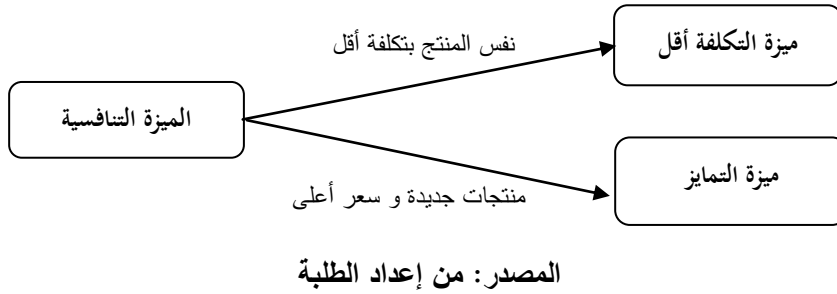 ميزة التكلفة أقل
نفس المنتج بتكلفة أقل
الميزة التنافسية
ميزة التمايز
منتجات جديدة و سعر أعلى
المصدر: من إعداد الطلبة